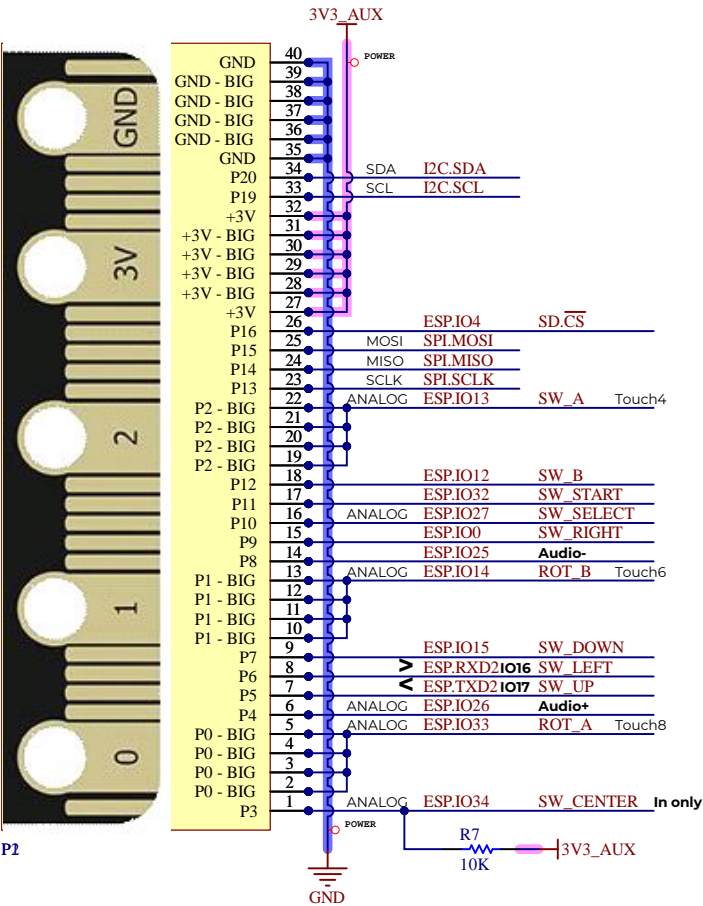 3V3_AUX
POWER
GND
3V
2
1
0
P2
GND 40
GND - BIG 39
GND - BIG 38
GND - BIG 37
GND - BIG 36
GND 35
P20 34 SDA I2C.SDA
P19 33 SCL I2C.SCL
+3V 32
+3V - BIG 31
+3V - BIG 30
+3V - BIG 29
+3V - BIG 28
+3V 27
P16 26 ESP.IO4 SD.CS
P15 25 MOSI SPI.MOSI
P14 24 MISO SPI.MISO
P13 23 SCLK SPI.SCLK
P2 - BIG 22 ANALOG ESP.IO13 SW_A Touch4
P2 - BIG 21
P2 - BIG 20
P2 - BIG 19
P12 18 ESP.IO12 SW_B
P11 17 ESP.IO32 SW_START
P10 16 ANALOG ESP.IO27 SW_SELECT
P9 15 ESP.IO0 SW_RIGHT
P8 14 ESP.IO25 Audio-
P1 - BIG 13 ANALOG ESP.IO14 ROT_B Touch6
P1 - BIG 12
P1 - BIG 11
P1 - BIG 10
P7 9 ESP.IO15 SW_DOWN
P6 8 > ESP.RXD2 IO16 SW_LEFT
P5 7 < ESP.TXD2 IO17 SW_UP
P4 6 ANALOG ESP.IO26 Audio+
P0 - BIG 5 ANALOG ESP.IO33 ROT_A Touch8
P0 - BIG 4
P0 - BIG 3
P0 - BIG 2
P3 1 ANALOG ESP.IO34 SW_CENTER In only
POWER
R7
10K
3V3_AUX
GND